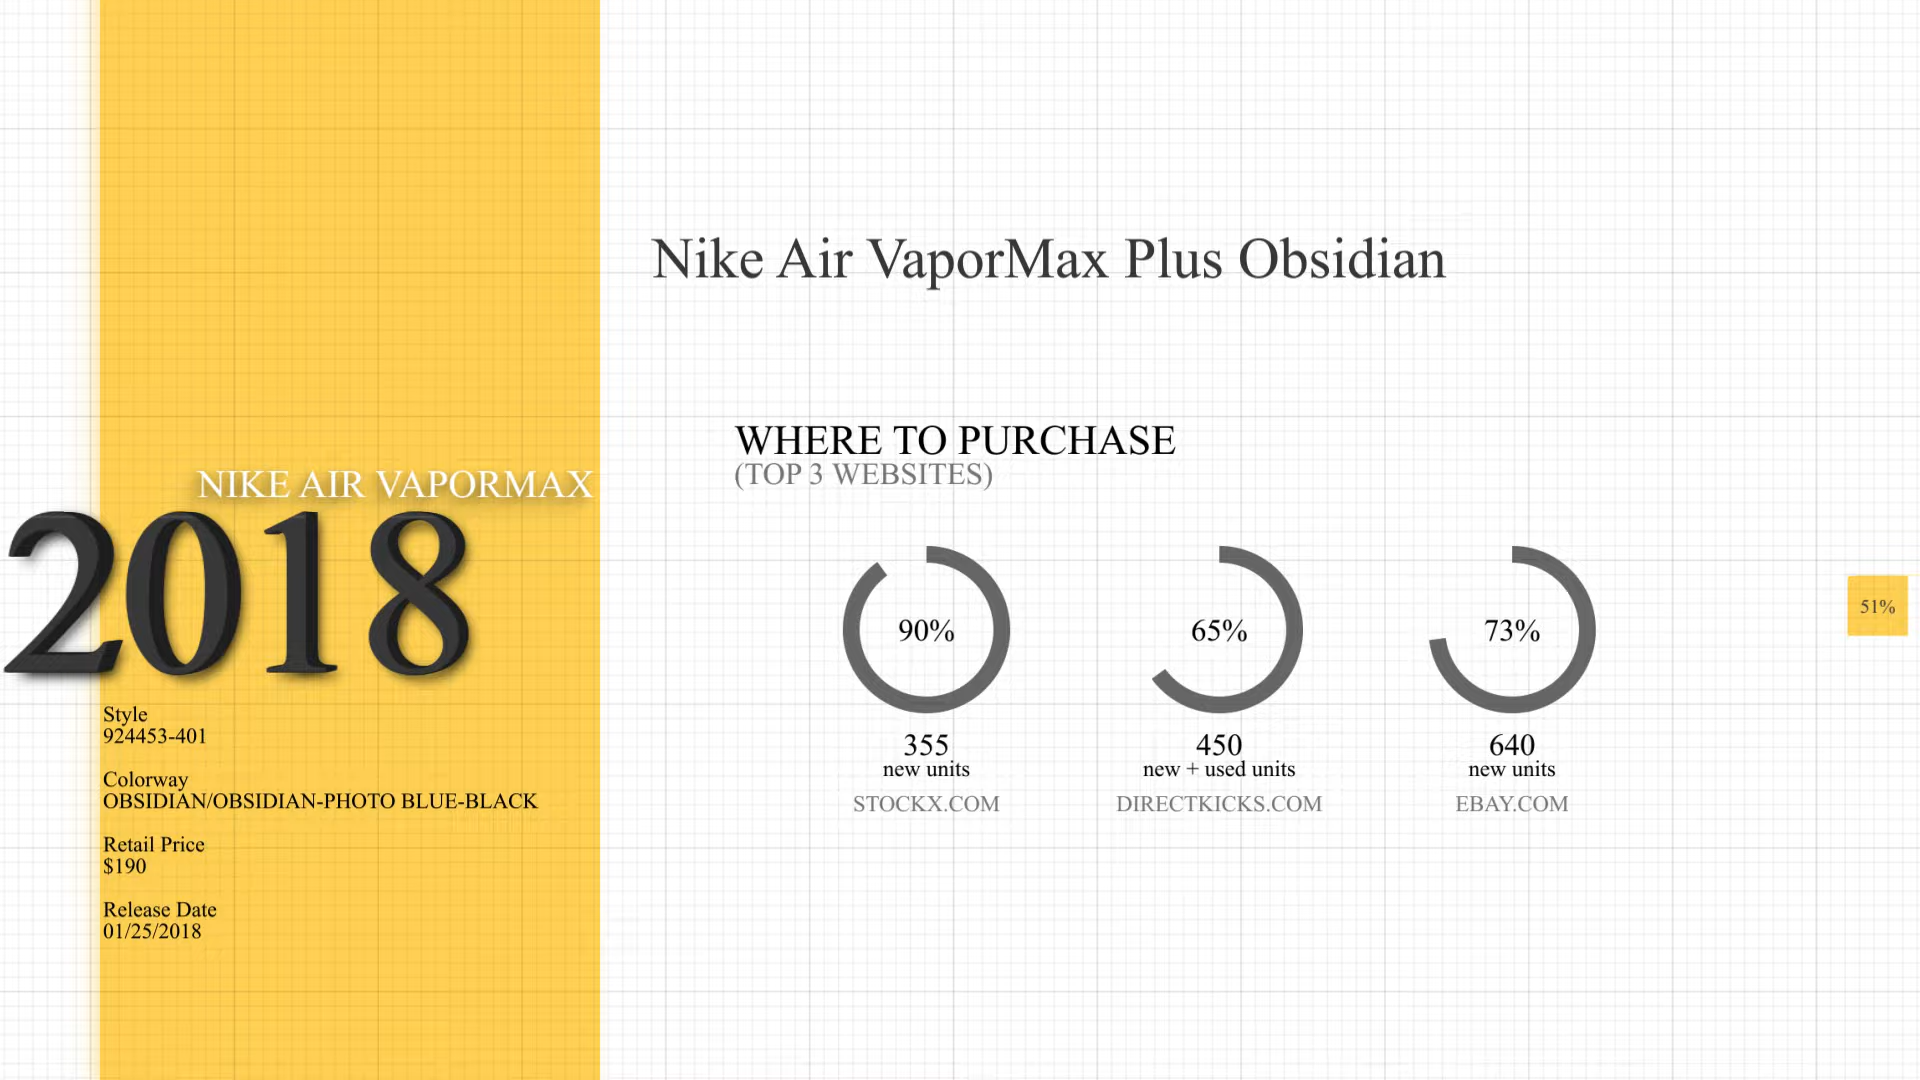 Nike Air VaporMax Plus Obsidian
NIKE AIR VAPORMAX
2018
Style
924453-401
Colorway
OBSIDIAN/OBSIDIAN-PHOTO BLUE-BLACK
Retail Price
$190
Release Date
01/25/2018
WHERE TO PURCHASE
(TOP 3 WEBSITES)
90%
355
new units
STOCKX.COM
65%
450
new + used units
DIRECTKICKS.COM
73%
640
new units
EBAY.COM
51%